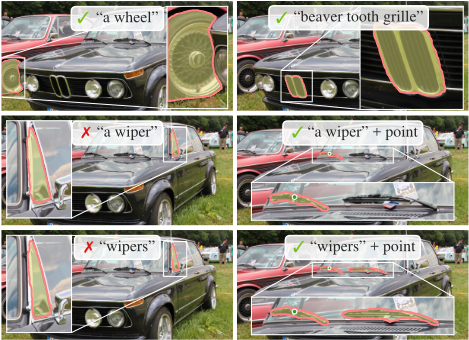 ✓ “a wheel”
✓ “beaver tooth grille”
✗ “a wiper”
✓ “a wiper” + point
✗ “wipers”
✓ “wipers” + point